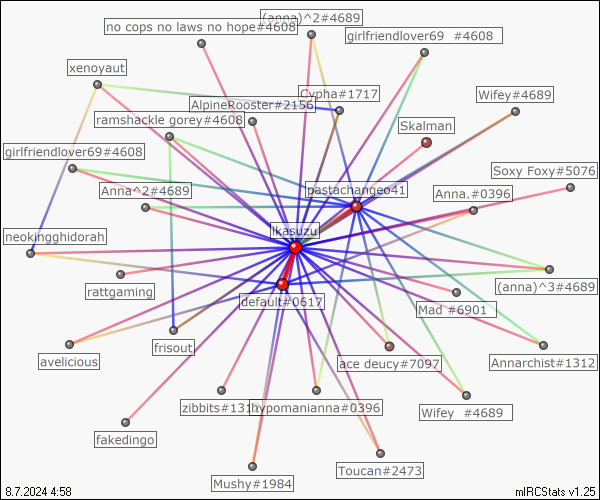 (anna)^2#4689
no cops no laws no hope#4608
girlfriendlover69 #4608
xenoyaut
Cypha#1717
Wifey#4689
AlpineRooster#2156
ramshackle gorey#4608
Skalman
girlfriendlover69#4608
Soxy Foxy#5076
Anna^2#4689
pastachangeo41
Anna.#0396
ikasuzu
neokingghidorah
rattgaming
default#0617
(anna)^3#4689
Mad #6901
avelicious
frisout
ace deucy#7097
Annarchist#1312
zibbits#131
hypomanianna#0396
Wifey #4689
fakedingo
Mushy#1984
Toucan#2473
8.7.2024 4:58
mIRCStats v1.25